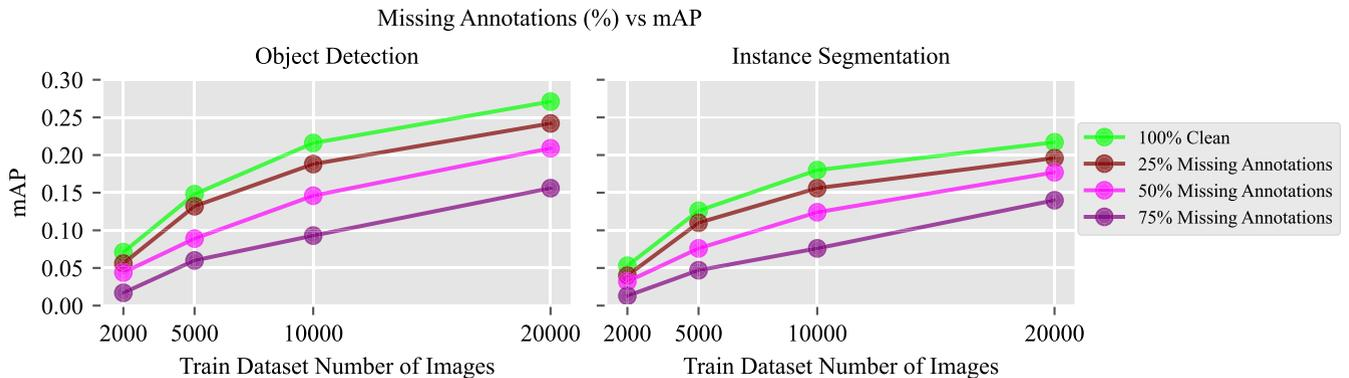 Missing Annotations (%) vs mAP
Object Detection
Instance Segmentation
mAP
0.30
0.25
0.20
0.15
0.10
0.05
0.00
2000 5000 10000 20000
2000 5000 10000 20000
Train Dataset Number of Images
Train Dataset Number of Images
100% Clean
25% Missing Annotations
50% Missing Annotations
75% Missing Annotations